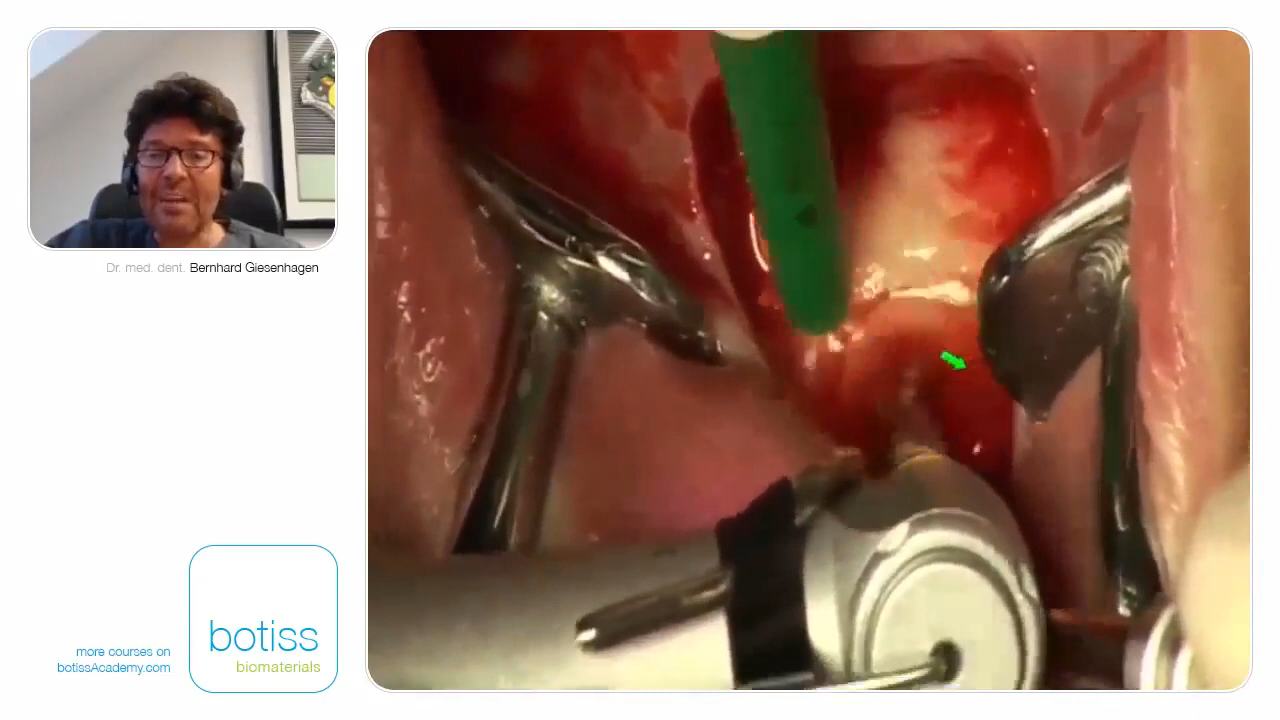 Dr. med. dent. Bernhard Giesenhagen
botiss
biomaterials
more courses on
botissAcademy.com